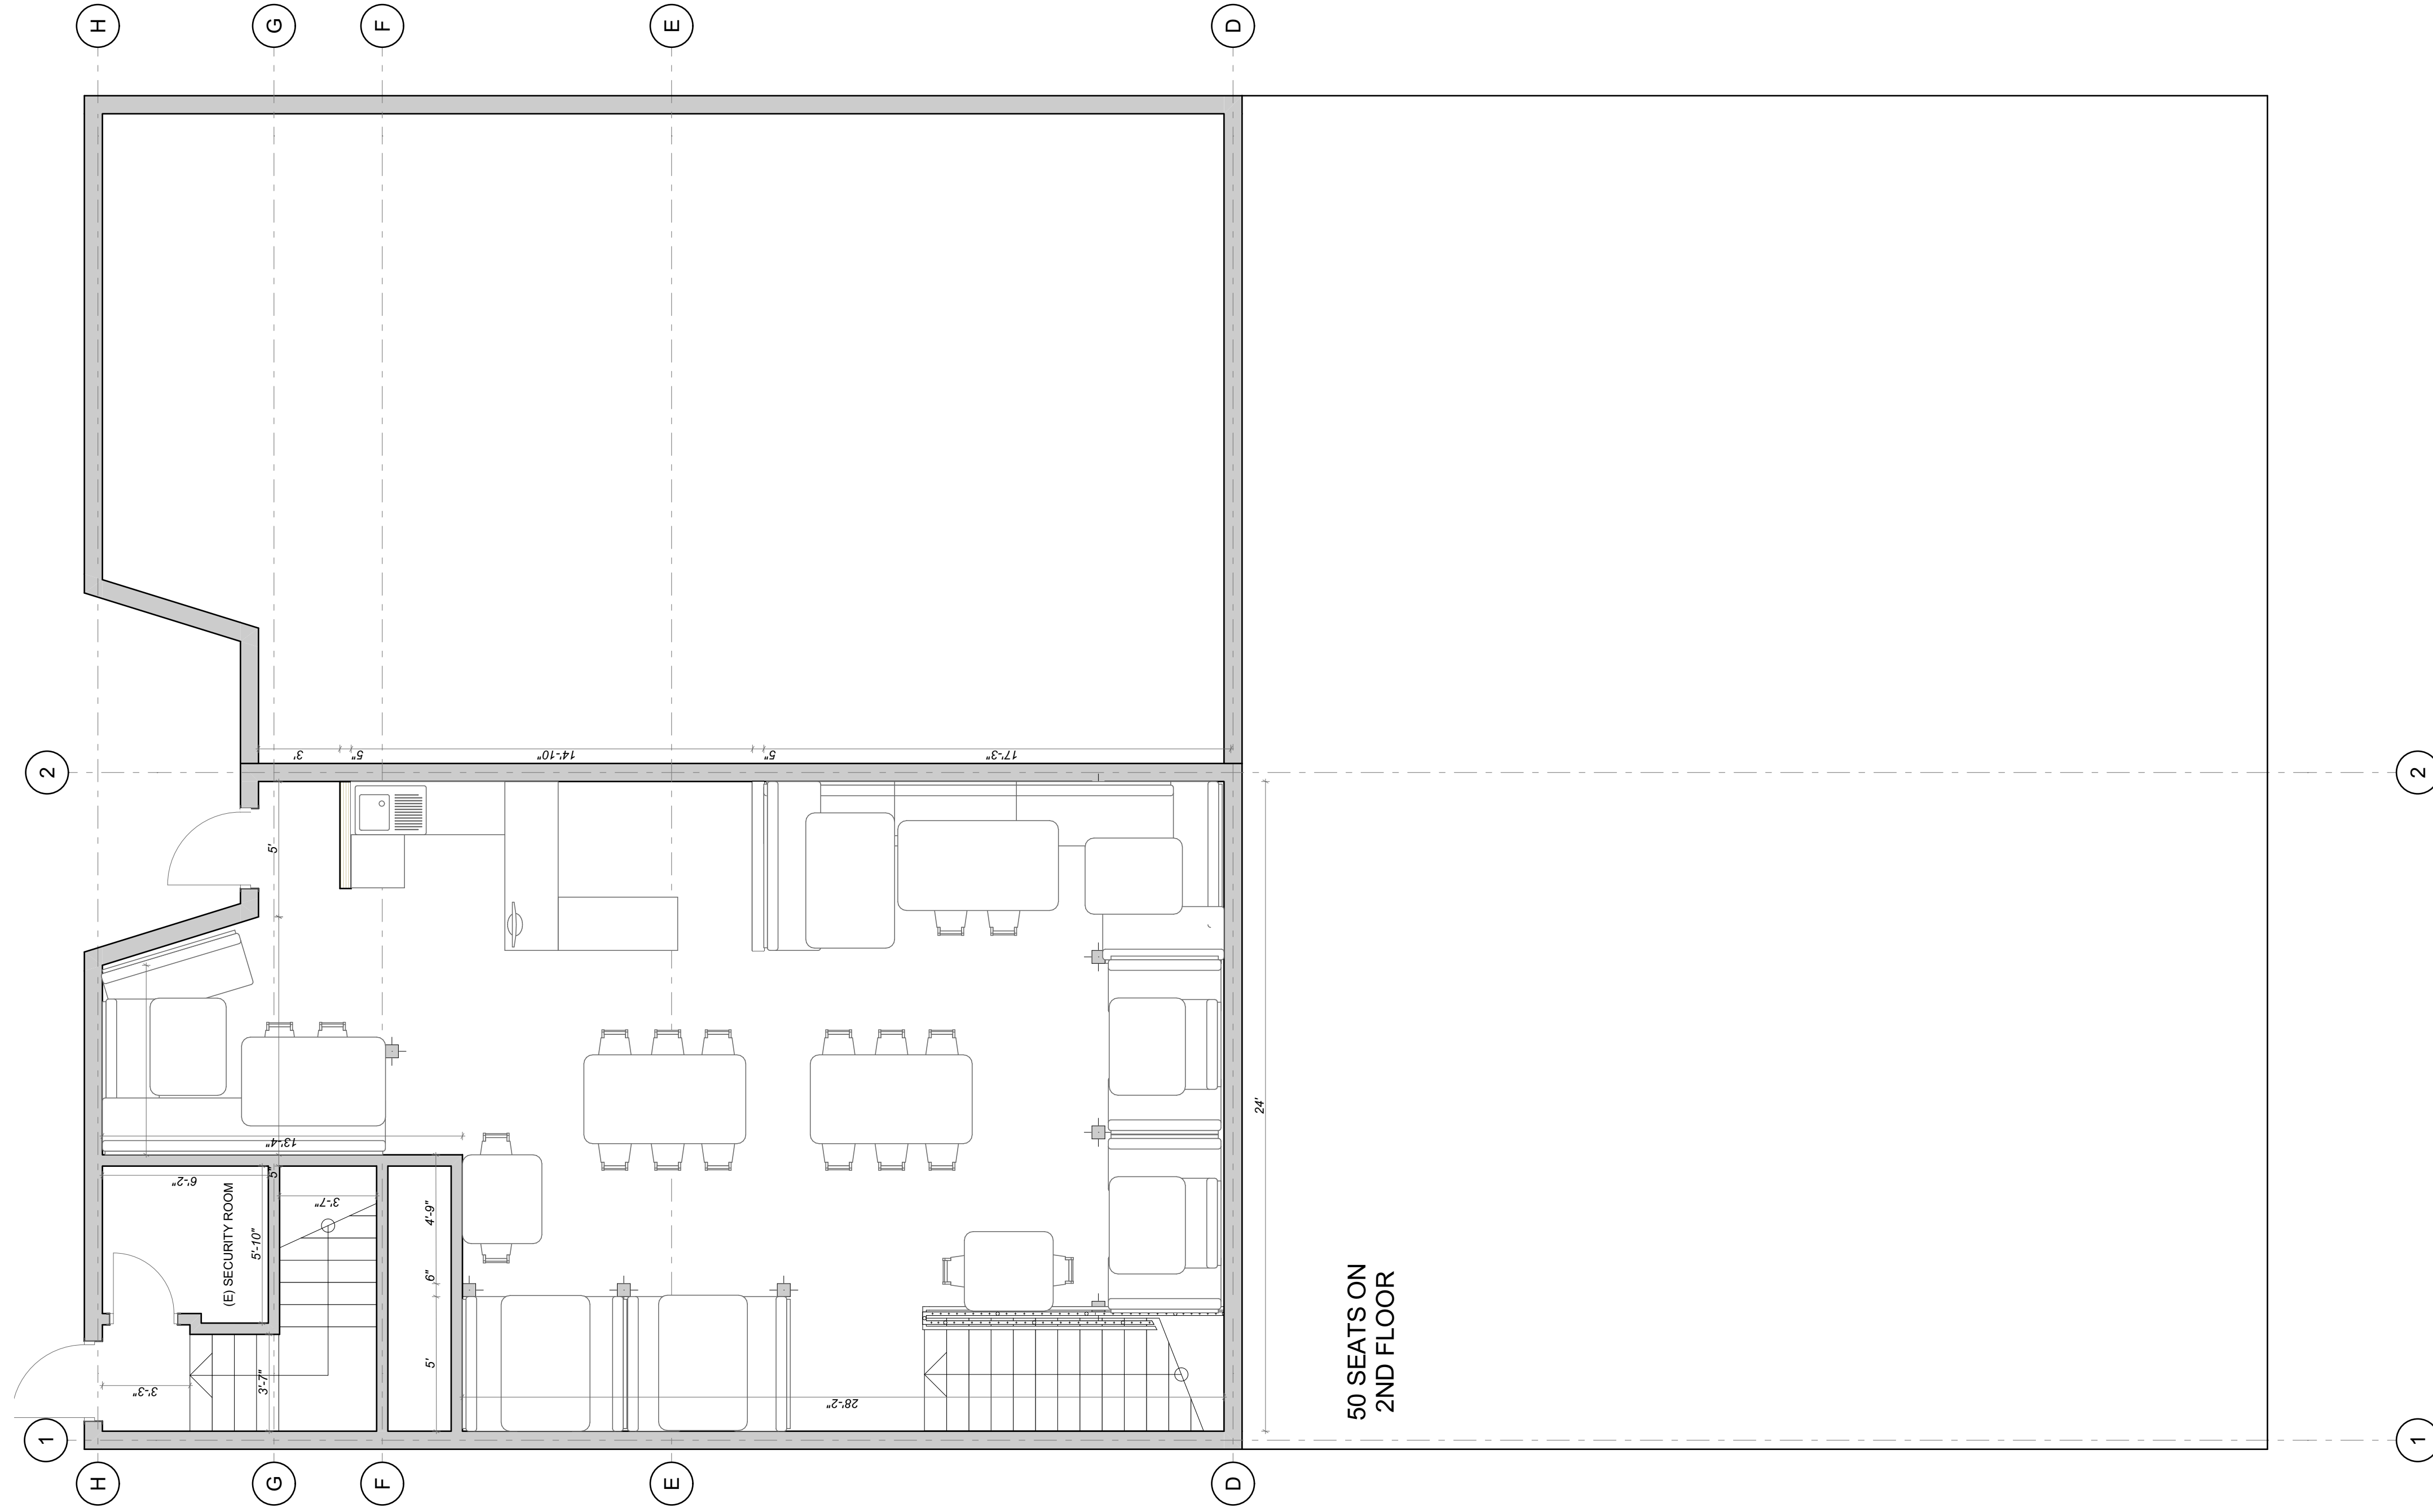 H
G
F
E
D
2
2
3'
5"
14'-10"
5"
17'-3"
5'
24'
13'-4"
6'-2"
5"
3'-7"
(E) SECURITY ROOM
5'-10"
4'-9"
6"
5'
3'-3"
3'-7"
28'-2"
50 SEATS ON
2ND FLOOR
1
1
H
G
F
E
D